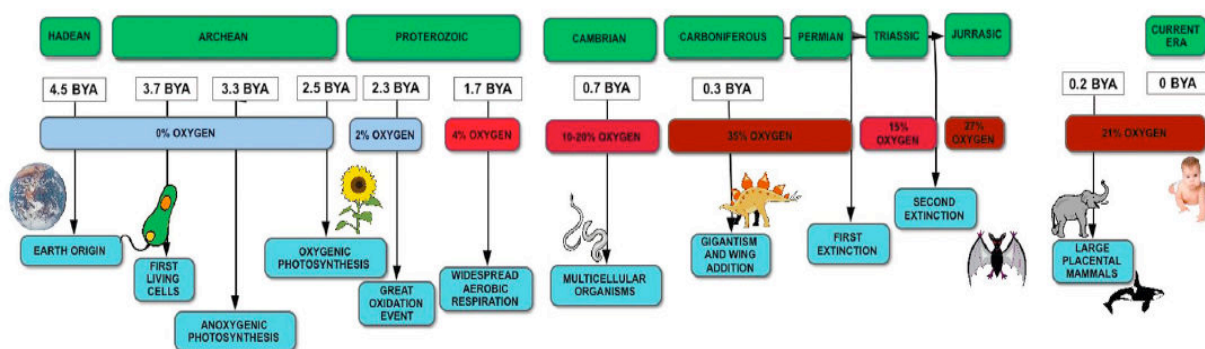 HADEAN
ARCHEAN
PROTEROZOIC
CAMBRIAN
CARBONIFEROUS
PERMIAN
TRIASSIC
JURRASIC
CURRENT
ERA
4.5 BYA
3.7 BYA
3.3 BYA
2.5 BYA
2.3 BYA
1.7 BYA
0.7 BYA
0.3 BYA
0.2 BYA
0 BYA
0% OXYGEN
2% OXYGEN
4% OXYGEN
10-20% OXYGEN
35% OXYGEN
15%
OXYGEN
27%
OXYGEN
21% OXYGEN
EARTH ORIGIN
FIRST
LIVING
CELLS
ANOXYGENIC
PHOTOSYNTHESIS
OXYGENIC
PHOTOSYNTHESIS
GREAT
OXIDATION
EVENT
WIDESPREAD
AEROBIC
RESPIRATION
MULTICELLULAR
ORGANISMS
GIGANTISM
AND WING
ADDITION
FIRST
EXTINCTION
SECOND
EXTINCTION
LARGE
PLACENTAL
MAMMALS